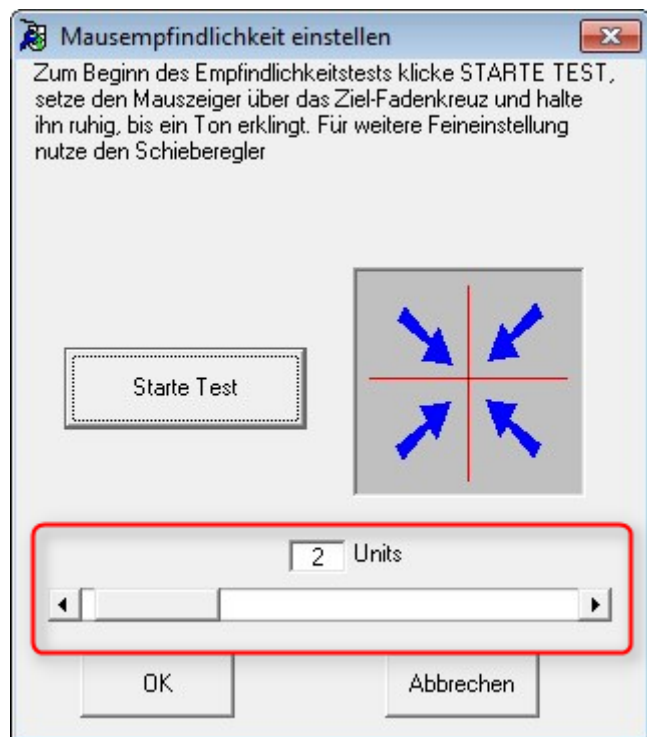 Mausempfindlichkeit einstellen
Zum Beginn des Empfindlichkeitstests klicke STARTE TEST,
setze den Mauszeiger über das Ziel-Fadenkreuz und halte
ihn ruhig, bis ein Ton erklingt. Für weitere Feineinstellung
nutze den Schieberegler
Starte Test
2 Units
OK Abbrechen